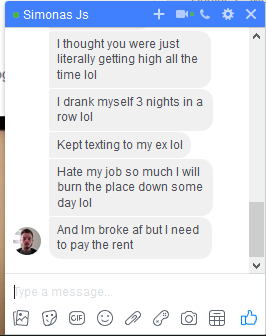 Simonas Js
I thought you were just
literally getting high all the
time lol
I drank myself 3 nights in a
row lol
Kept texting to my ex lol
Hate my job so much I will
burn the place down some
day lol
And Im broke af but I need
to pay the rent
Type a message...
GIF